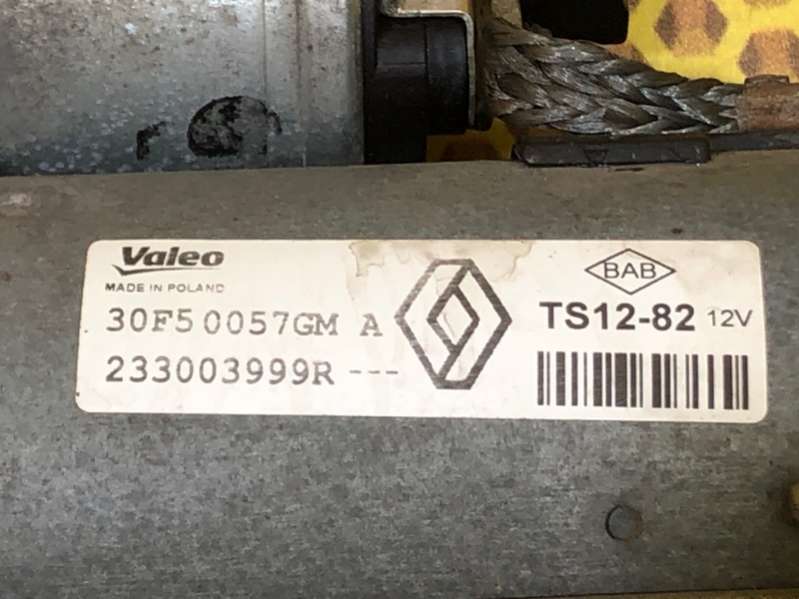 Valeo
MADE IN POLAND
30F50057GM A
233003999R ---
BAB
TS12-82 12V